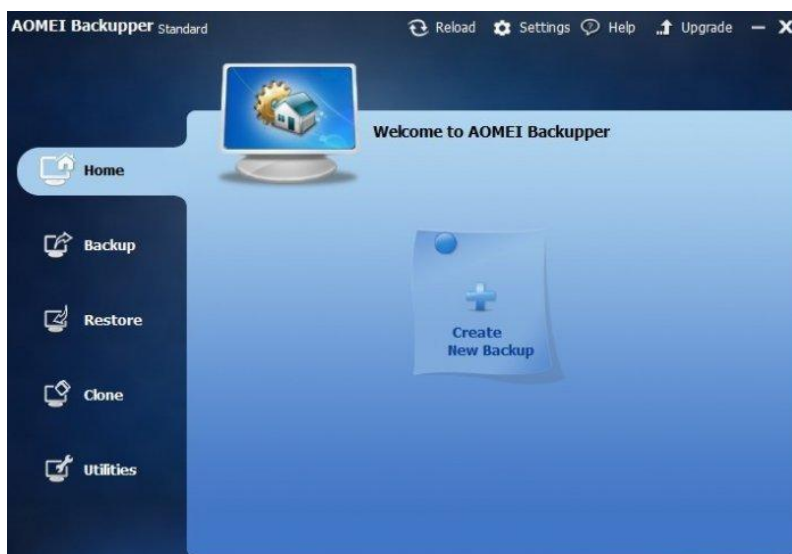 AOMEI Backupper Standard
Reload Settings Help Upgrade
Welcome to AOMEI Backupper
Home
Backup
Restore
Clone
Utilities
Create
New Backup